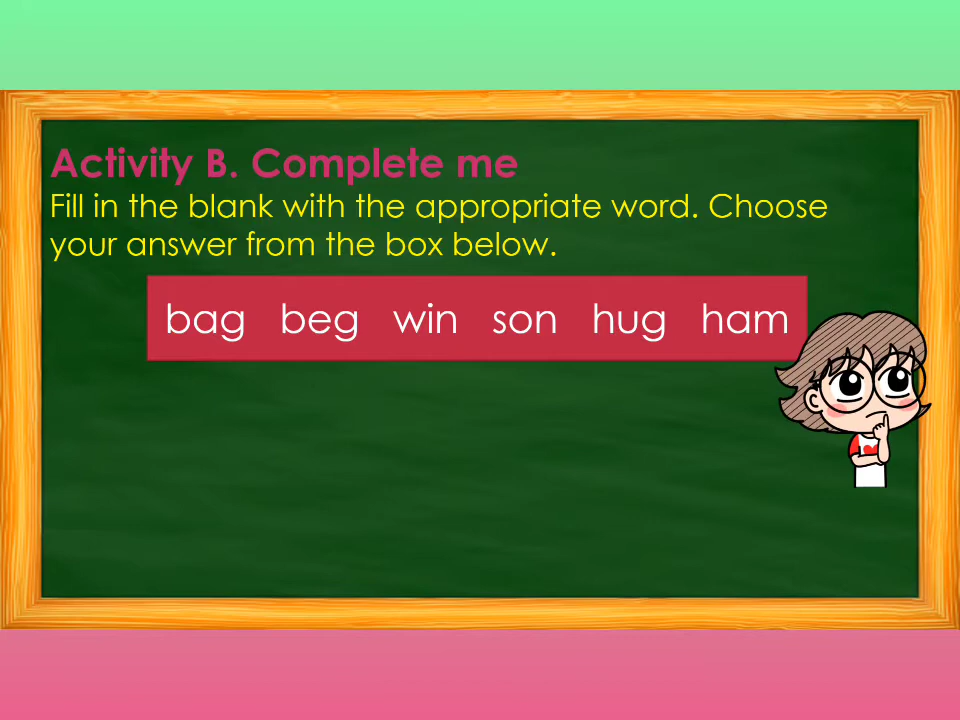 Activity B. Complete me
Fill in the blank with the appropriate word. Choose
your answer from the box below.
bag beg win son hug ham